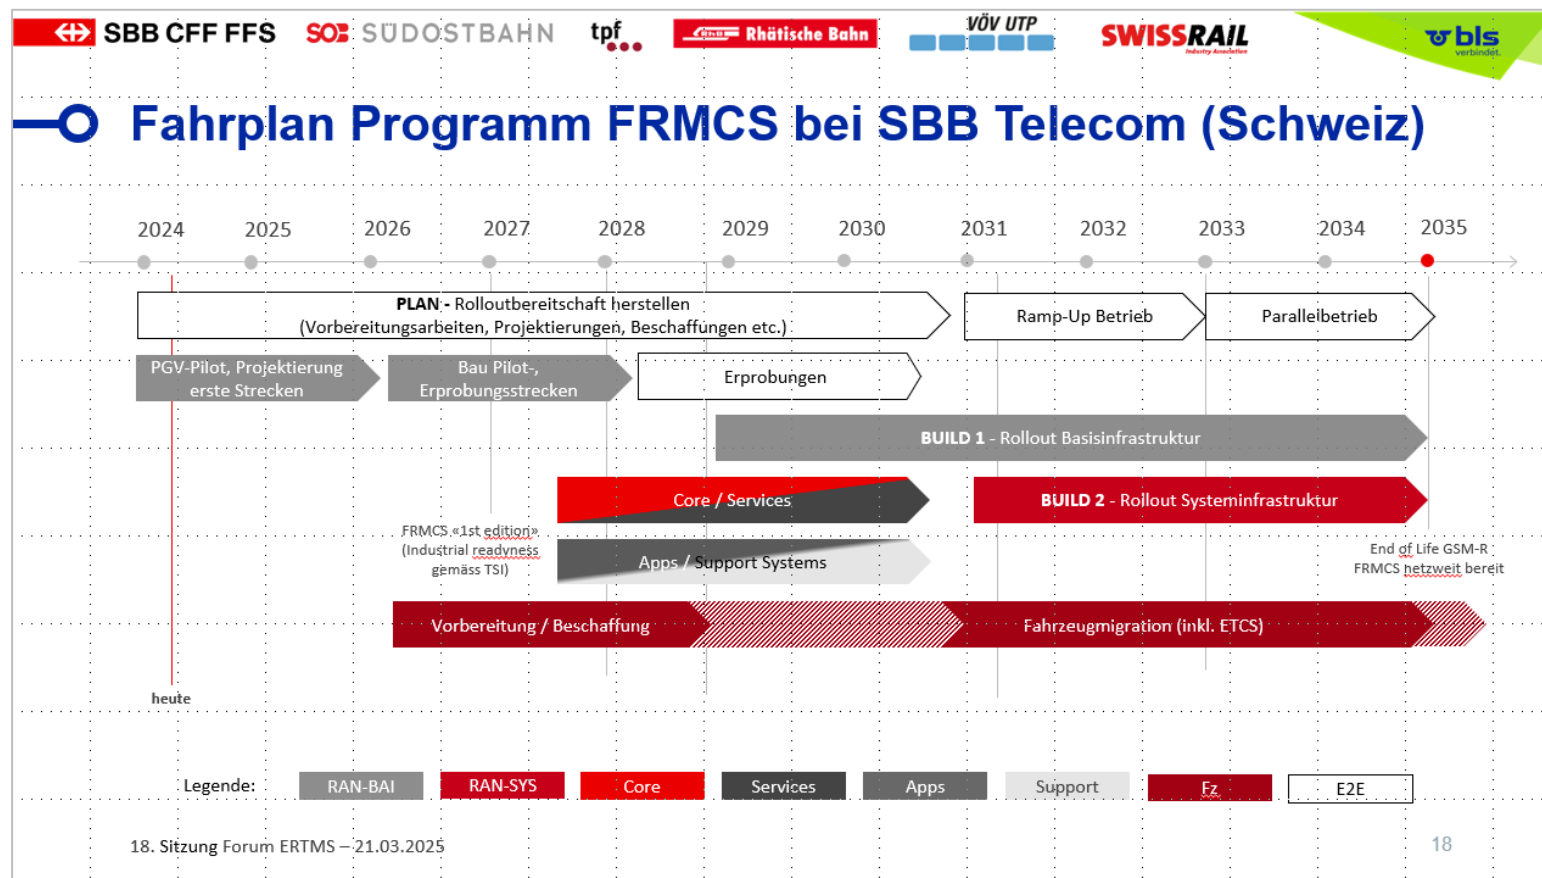 SBB CFF FFS SOB SÜDOSTBAHN tpf RhB Rhätische Bahn VÖV UTP SWISSRAIL Industry Association bls verbindet.
Fahrplan Programm FRMCS bei SBB Telecom (Schweiz)
2024 2025 2026 2027 2028 2029 2030 2031 2032 2033 2034 2035
PLAN - Rolloutbereitschaft herstellen
(Vorbereitungsarbeiten, Projektierungen, Beschaffungen etc.)
Ramp-Up Betrieb
Parallelbetrieb
PGV-Pilot, Projektierung
erste Strecken
Bau Pilot-,
Erprobungsstrecken
Erprobungen
BUILD 1 - Rollout Basisinfrastruktur
Core / Services
BUILD 2 - Rollout Systeminfrastruktur
FRMCS «1st edition»
(Industrial readyness
gemäss TSI)
Apps / Support Systems
End of Life GSM-R
FRMCS netzweit bereit
Vorbereitung / Beschaffung
Fahrzeugmigration (inkl. ETCS)
heute
Legende: RAN-BAI RAN-SYS Core Services Apps Support Fz E2E
18. Sitzung Forum ERTMS – 21.03.2025
18